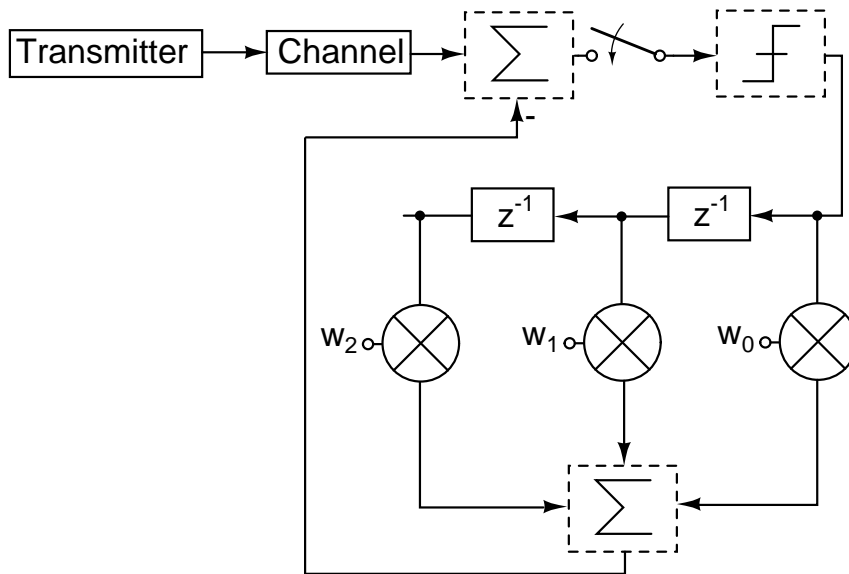 Transmitter
Channel
Σ
-
z⁻¹
z⁻¹
w₂
w₁
w₀
Σ